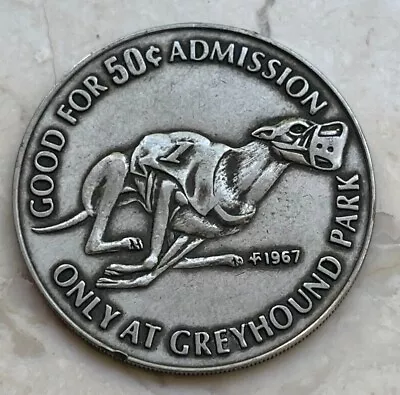 GOOD FOR 50¢ ADMISSION
ONLY AT GREYHOUND PARK
1
1967